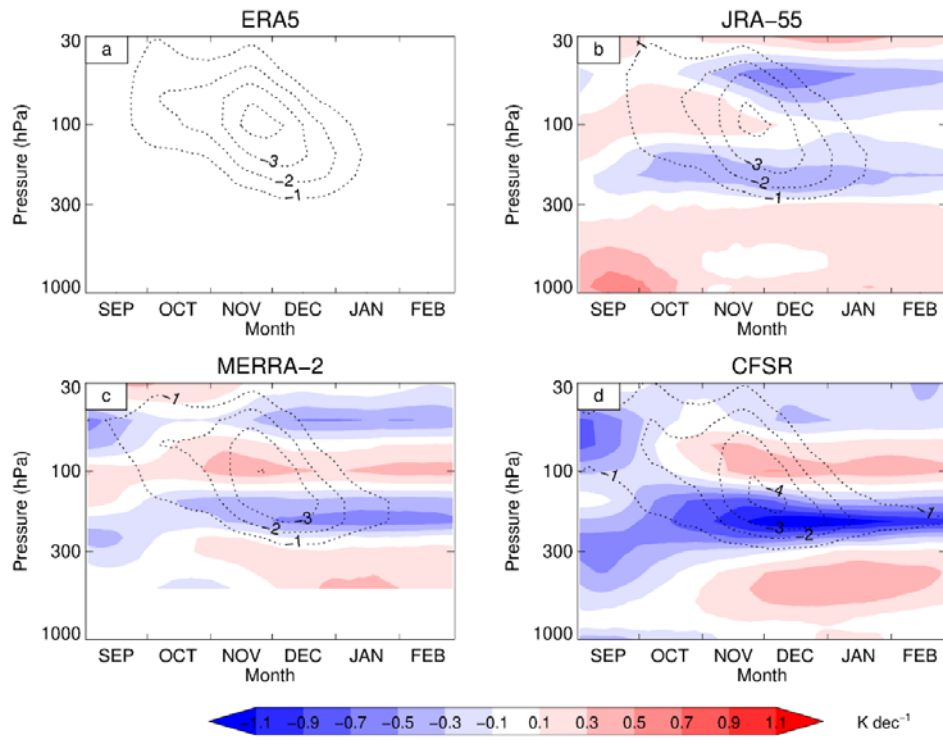 ERA5
a
30
100
300
1000
Pressure (hPa)
−3
−2
−1
SEP OCT NOV DEC JAN FEB
Month
JRA−55
b
30
100
300
1000
Pressure (hPa)
−1
−3
−2
−1
SEP OCT NOV DEC JAN FEB
Month
MERRA−2
c
30
100
300
1000
Pressure (hPa)
−1
−3
−2
−1
SEP OCT NOV DEC JAN FEB
Month
CFSR
d
30
100
300
1000
Pressure (hPa)
−1
−4
−1
−3
−2
SEP OCT NOV DEC JAN FEB
Month
−1.1 −0.9 −0.7 −0.5 −0.3 −0.1 0.1 0.3 0.5 0.7 0.9 1.1 K dec−1